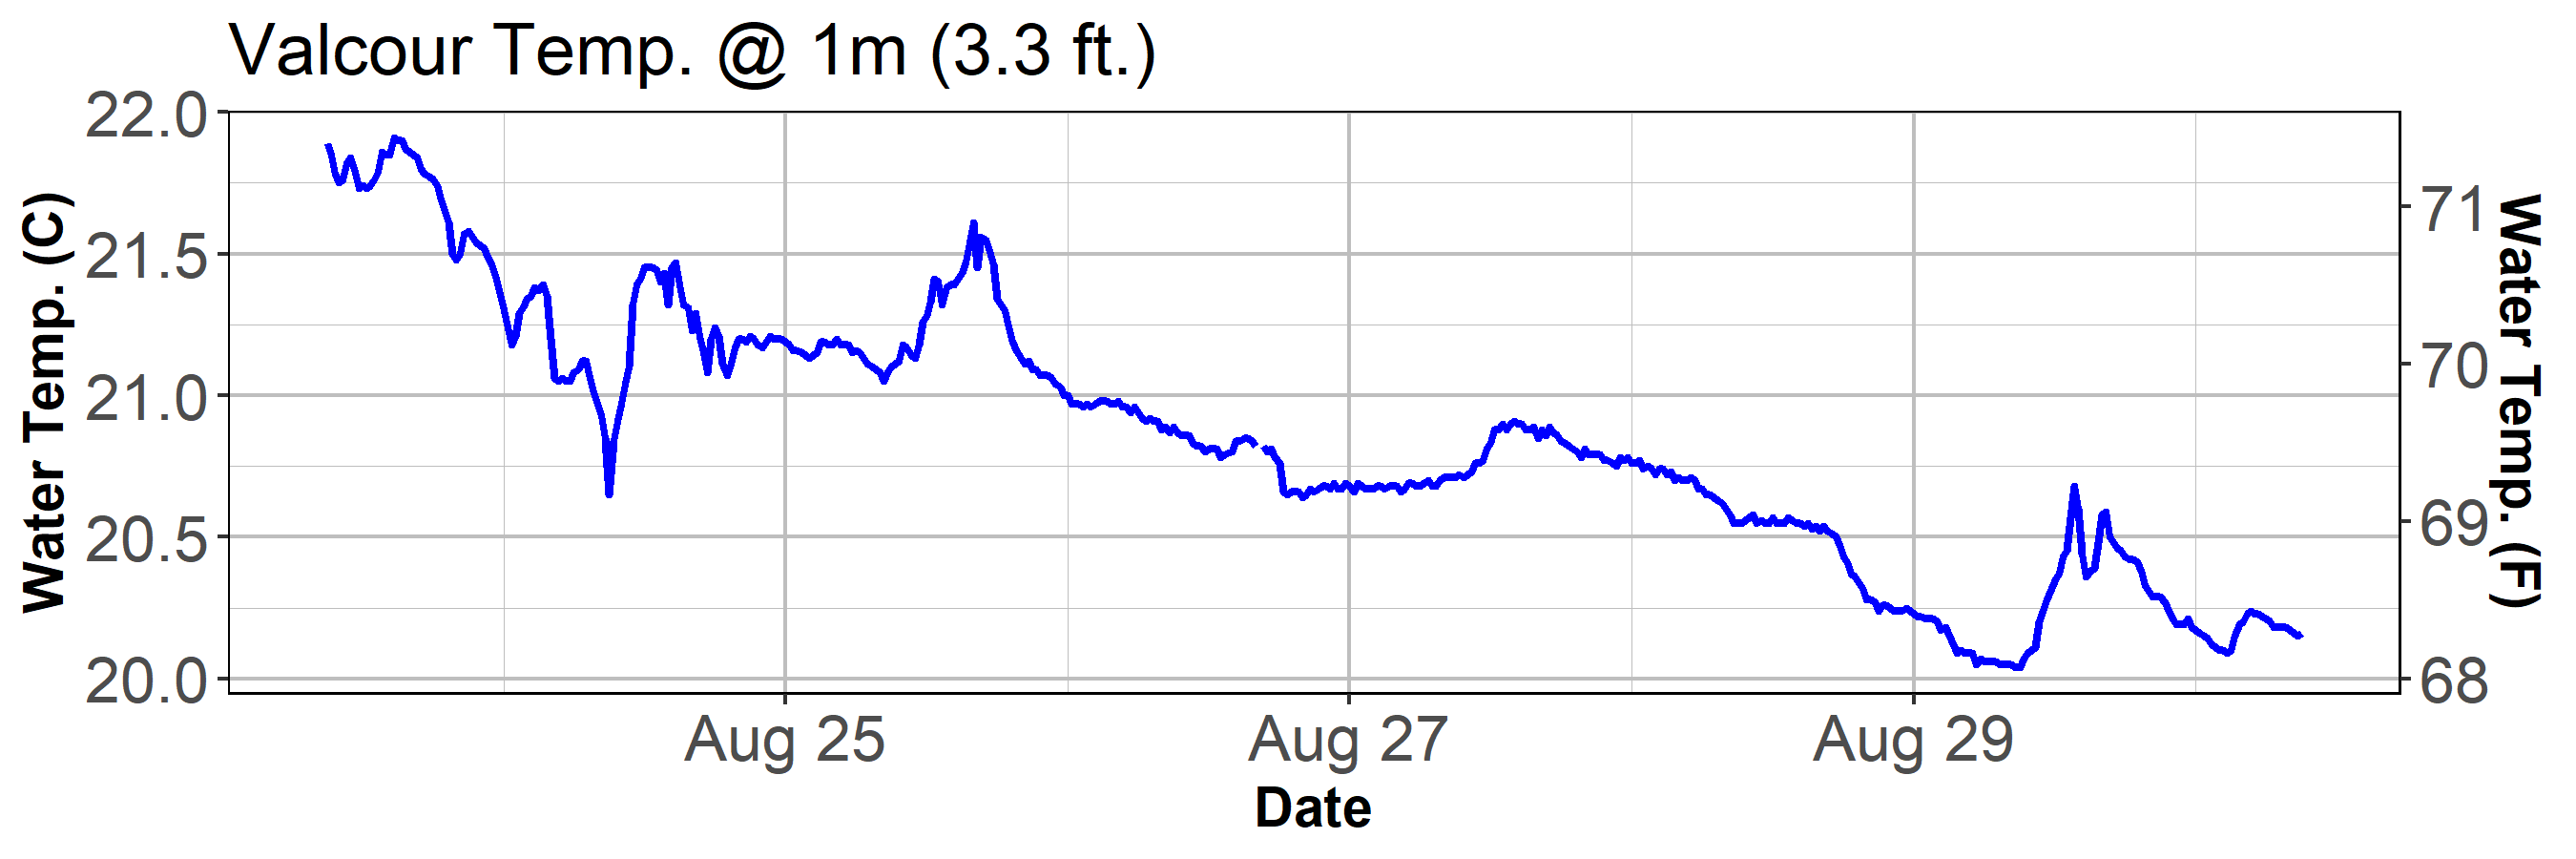 Valcour Temp. @ 1m (3.3 ft.)
Water Temp. (C)
22.0
21.5
21.0
20.5
20.0
71
70
69
68
Water Temp. (F)
Aug 25
Aug 27
Aug 29
Date